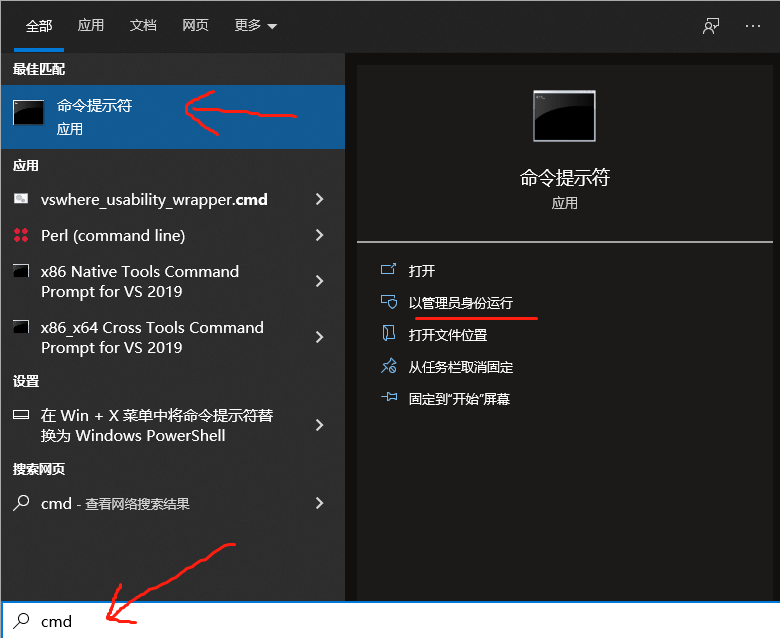 全部 应用 文档 网页 更多
最佳匹配
命令提示符
应用
应用
vswhere_usability_wrapper.cmd
Perl (command line)
x86 Native Tools Command
Prompt for VS 2019
x86_x64 Cross Tools Command
Prompt for VS 2019
设置
在 Win + X 菜单中将命令提示符替
换为 Windows PowerShell
搜索网页
cmd - 查看网络搜索结果
命令提示符
应用
打开
以管理员身份运行
打开文件位置
从任务栏取消固定
固定到"开始"屏幕
cmd